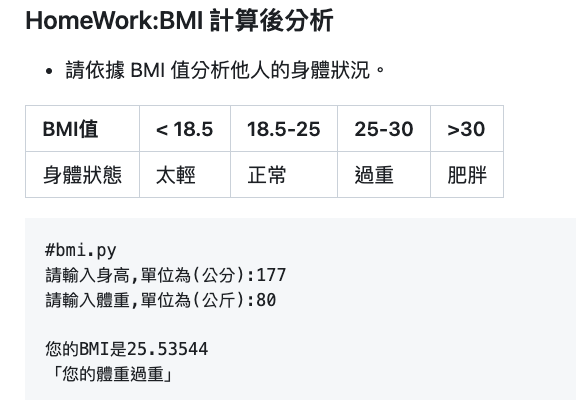 HomeWork:BMI 計算後分析
• 請依據 BMI 值分析他人的身體狀況。
BMI值 < 18.5 18.5-25 25-30 >30
身體狀態 太輕 正常 過重 肥胖
#bmi.py
請輸入身高,單位為(公分):177
請輸入體重,單位為(公斤):80
您的BMI是25.53544
「您的體重過重」